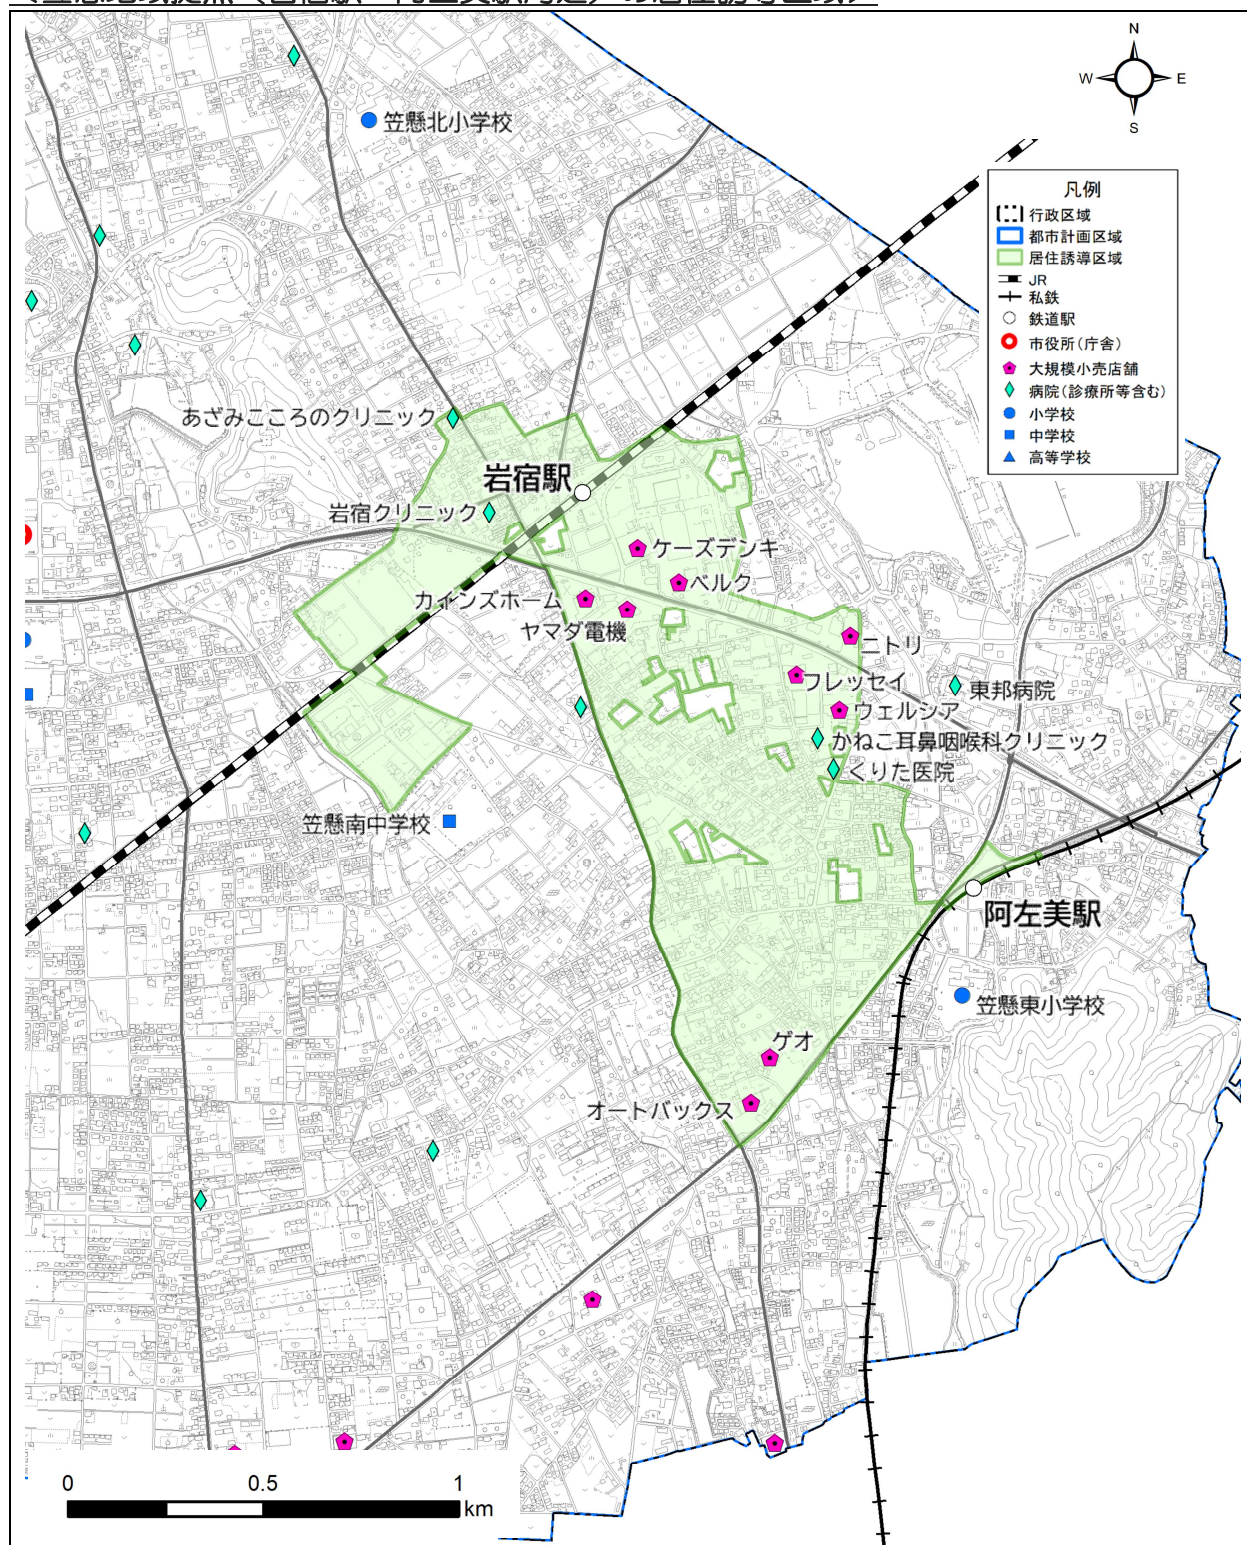 N
W E
S
凡例
行政区域
都市計画区域
居住誘導区域
JR
私鉄
鉄道駅
市役所(庁舎)
大規模小売店舗
病院(診療所等含む)
小学校
中学校
高等学校
笠懸北小学校
あざみこころのクリニック
岩宿駅
岩宿クリニック
ケーズデンキ
ベルク
カインズホーム
ヤマダ電機
ニトリ
フレッセイ
東邦病院
ウェルシア
かねこ耳鼻咽喉科クリニック
くりた医院
笠懸南中学校
阿左美駅
笠懸東小学校
ゲオ
オートバックス
0 0.5 1
km